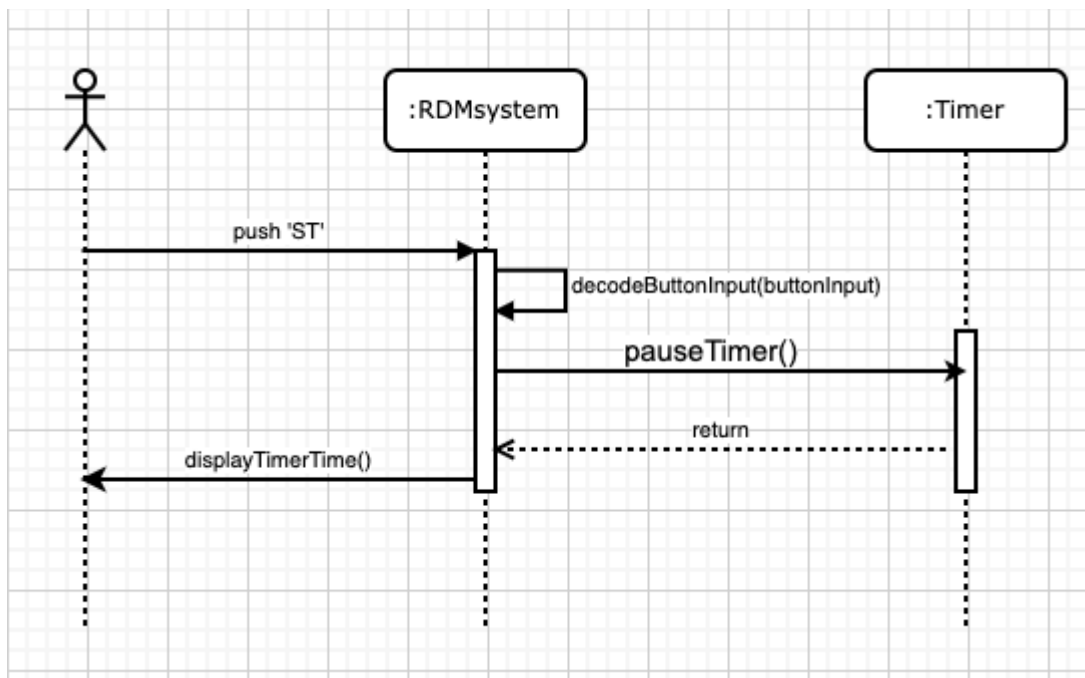 :RDMsystem
:Timer
push 'ST'
decodeButtonInput(buttonInput)
pauseTimer()
return
displayTimerTime()